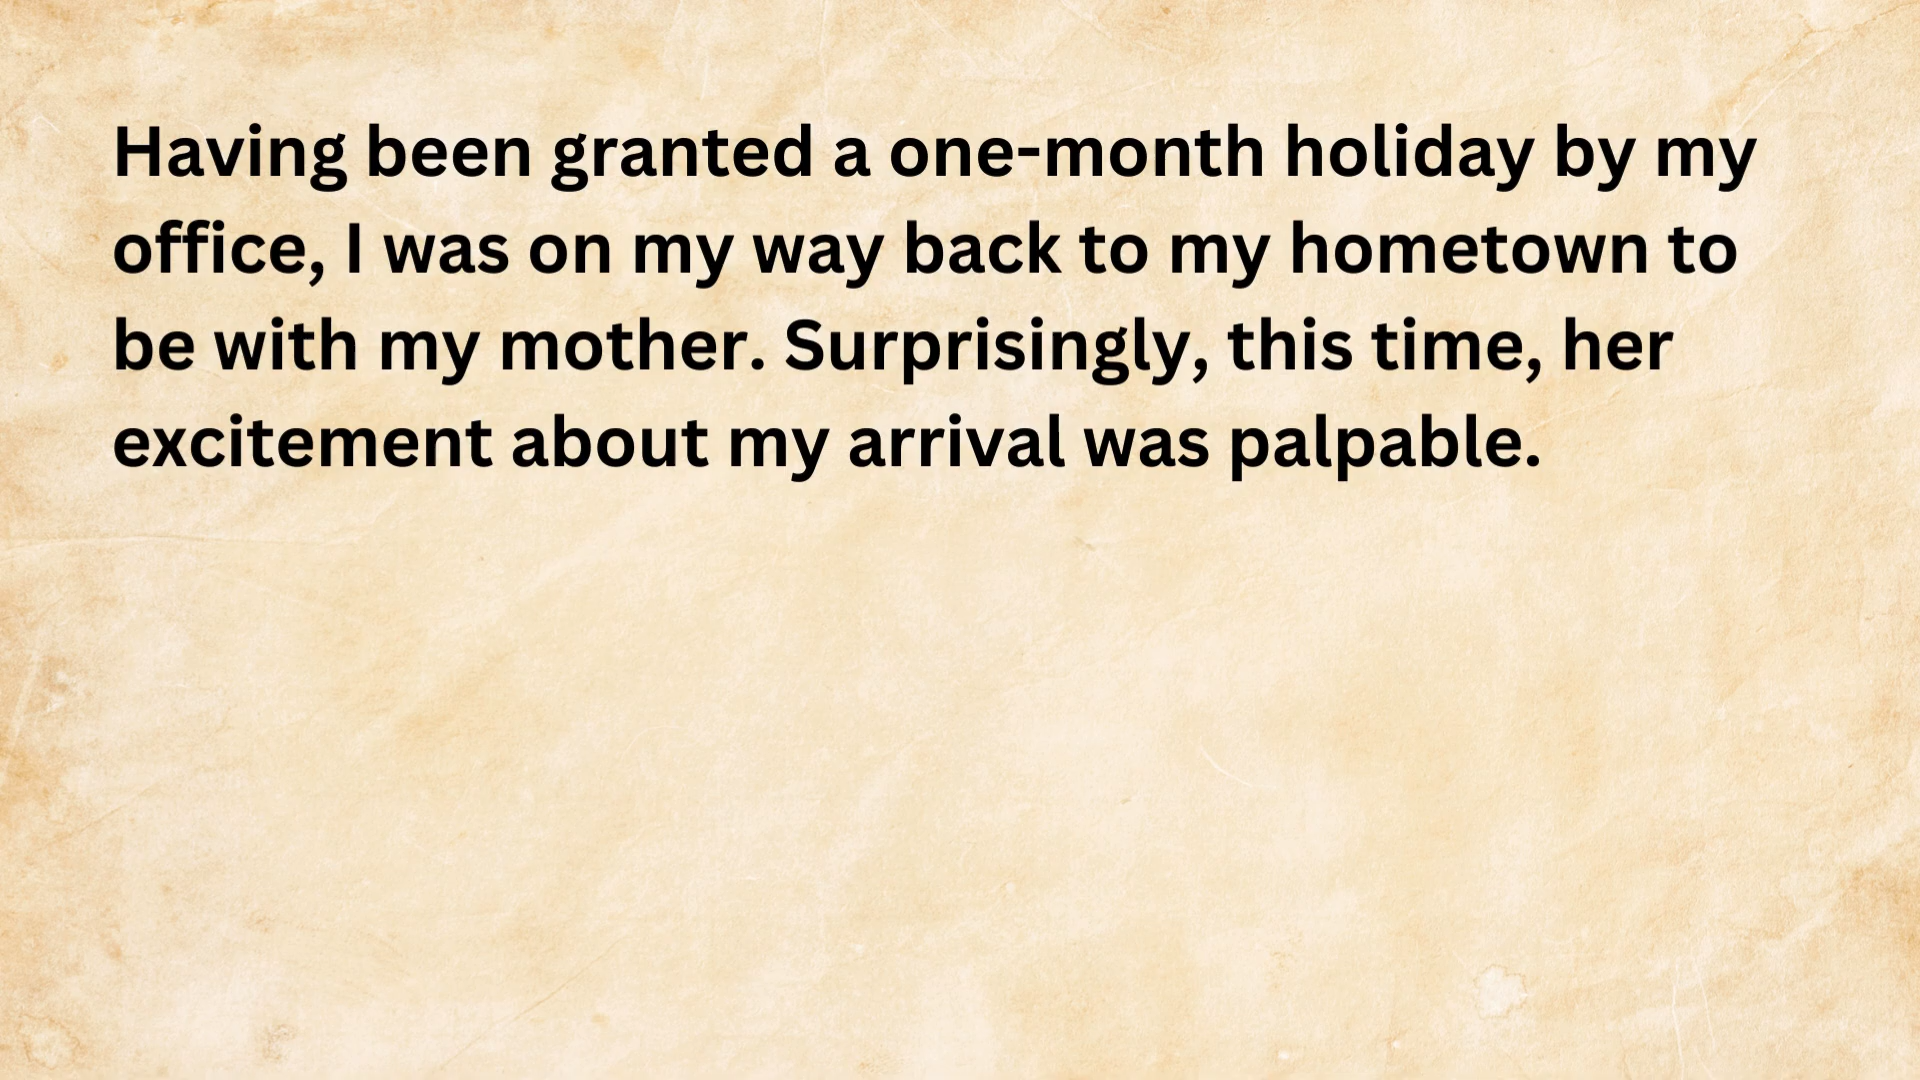 Having been granted a one-month holiday by my
office, I was on my way back to my hometown to
be with my mother. Surprisingly, this time, her
excitement about my arrival was palpable.